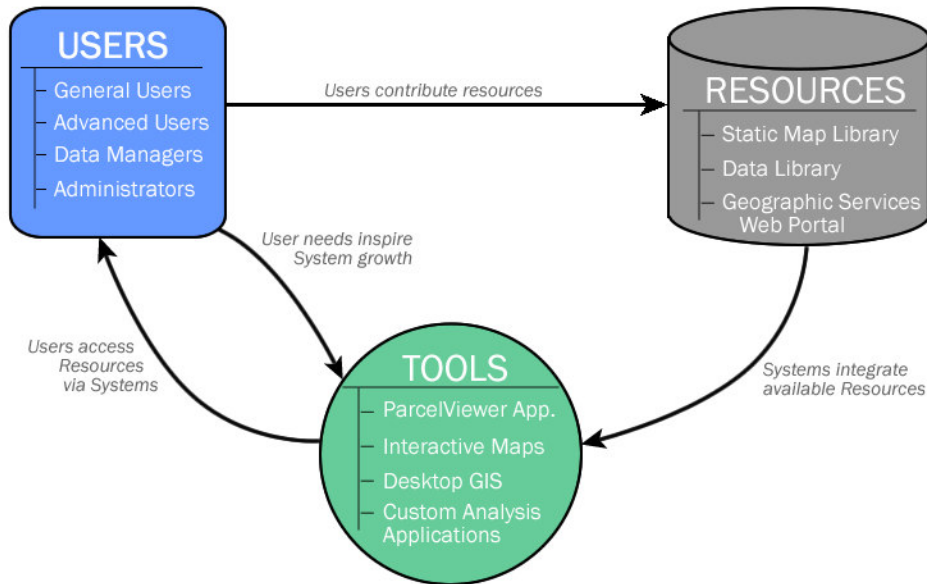 USERS
General Users
Advanced Users
Data Managers
Administrators
Users contribute resources
RESOURCES
Static Map Library
Data Library
Geographic Services
Web Portal
User needs inspire
System growth
Users access
Resources
via Systems
Systems integrate
available Resources
TOOLS
ParcelViewer App.
Interactive Maps
Desktop GIS
Custom Analysis
Applications